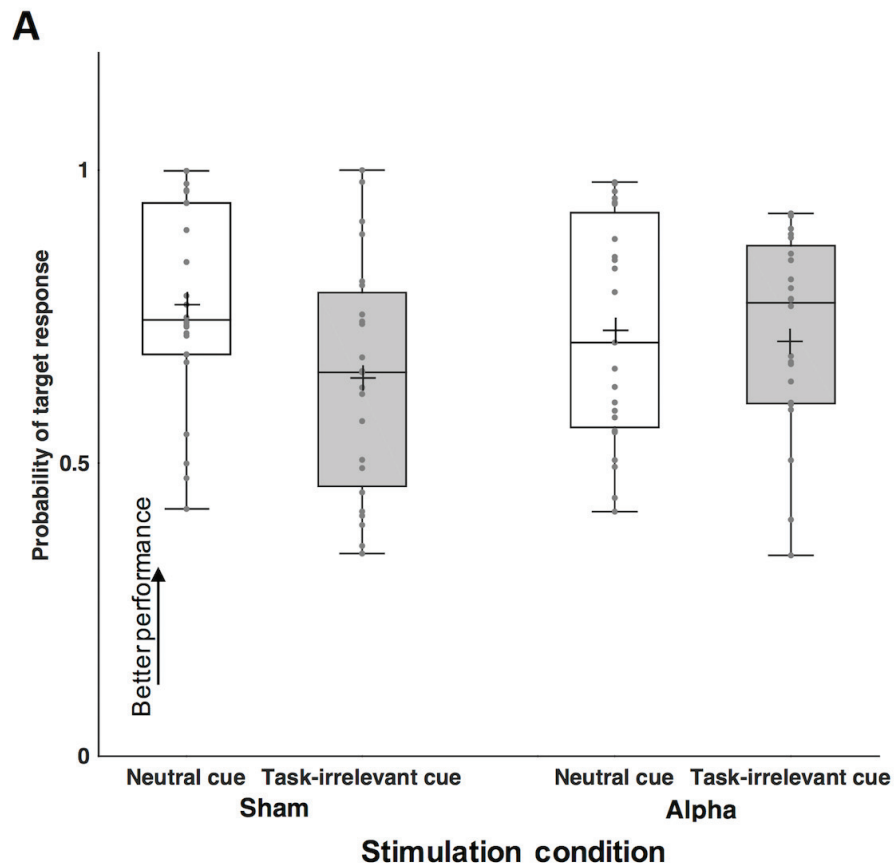 A
1
0.5
0
Probability of target response
Better performance
Neutral cue Task-irrelevant cue Neutral cue Task-irrelevant cue
Sham Alpha
Stimulation condition